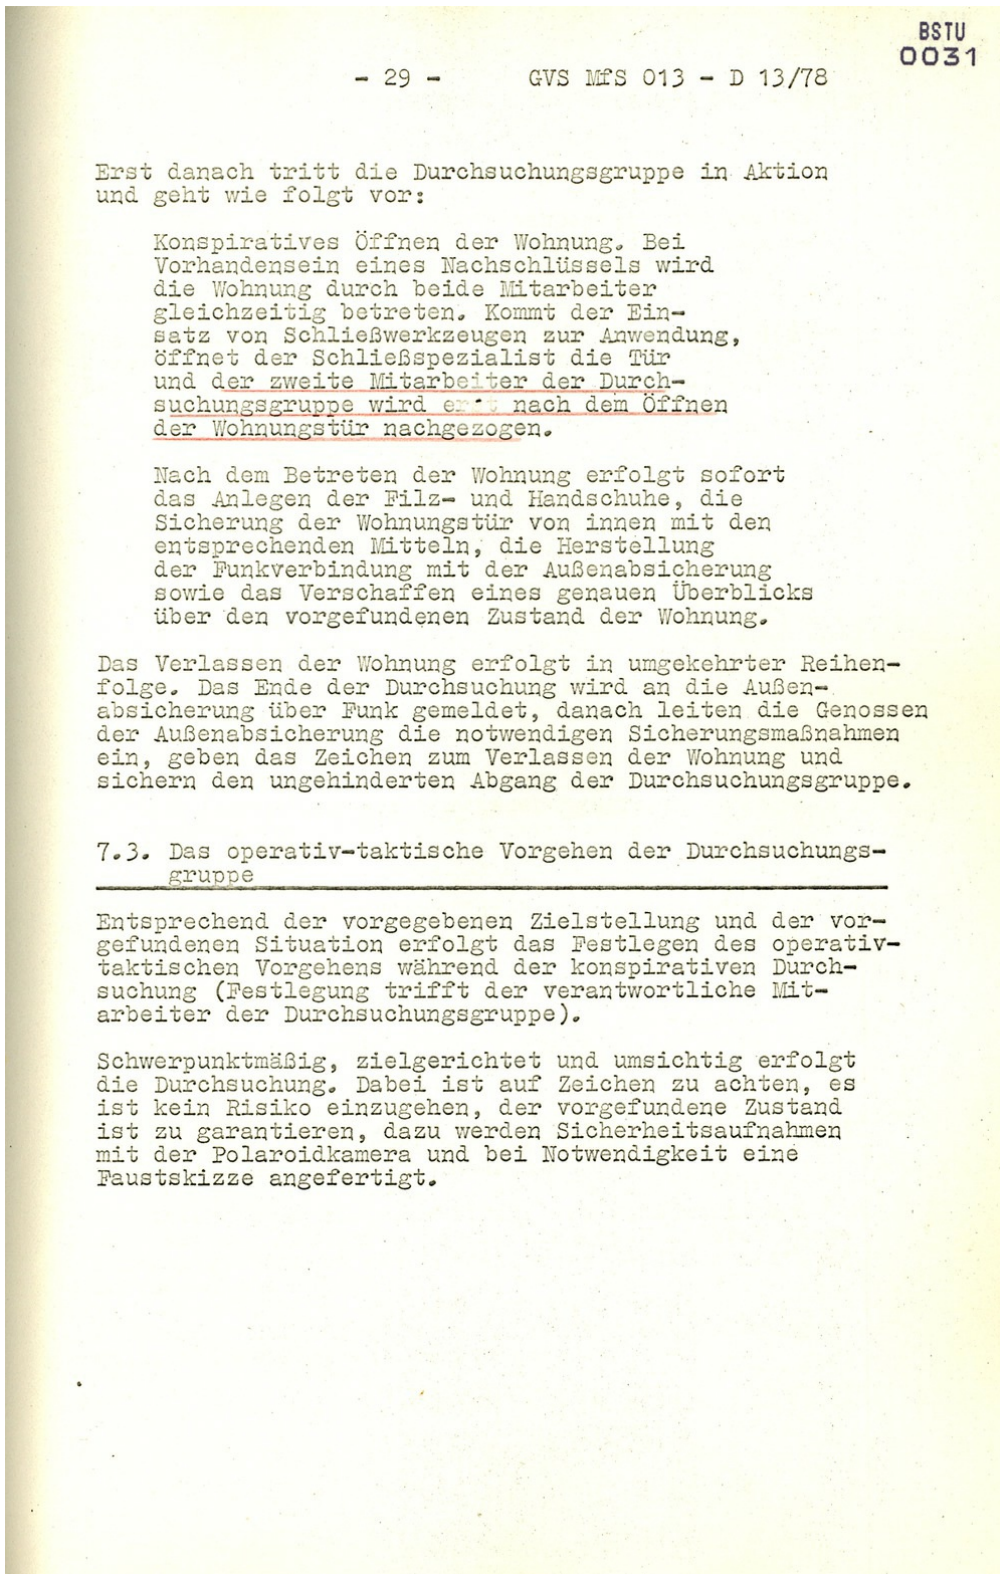 BSTU
0031
- 29 - GVS MfS 013 - D 13/78
Erst danach tritt die Durchsuchungsgruppe in Aktion
und geht wie folgt vor:
Konspiratives Öffnen der Wohnung. Bei
Vorhandensein eines Nachschlüssels wird
die Wohnung durch beide Mitarbeiter
gleichzeitig betreten. Kommt der Ein-
satz von Schließwerkzeugen zur Anwendung,
öffnet der Schließspezialist die Tür
und der zweite Mitarbeiter der Durch-
suchungsgruppe wird nach dem Öffnen
der Wohnungstür nachgezogen.
Nach dem Betreten der Wohnung erfolgt sofort
das Anlegen der Filz- und Handschuhe, die
Sicherung der Wohnungstür von innen mit den
entsprechenden Mitteln, die Herstellung
der Funkverbindung mit der Außenabsicherung
sowie das Verschaffen eines genauen Überblicks
über den vorgefundenen Zustand der Wohnung.
Das Verlassen der Wohnung erfolgt in umgekehrter Reihen-
folge. Das Ende der Durchsuchung wird an die Außen-
absicherung über Funk gemeldet, danach leiten die Genossen
der Außenabsicherung die notwendigen Sicherungsmaßnahmen
ein, geben das Zeichen zum Verlassen der Wohnung und
sichern den ungehinderten Abgang der Durchsuchungsgruppe.
7.3. Das operativ-taktische Vorgehen der Durchsuchungs-
gruppe
Entsprechend der vorgegebenen Zielstellung und der vor-
gefundenen Situation erfolgt das Festlegen des operativ-
taktischen Vorgehens während der konspirativen Durch-
suchung (Festlegung trifft der verantwortliche Mit-
arbeiter der Durchsuchungsgruppe).
Schwerpunktmäßig, zielgerichtet und umsichtig erfolgt
die Durchsuchung. Dabei ist auf Zeichen zu achten, es
ist kein Risiko einzugehen, der vorgefundene Zustand
ist zu garantieren, dazu werden Sicherheitsaufnahmen
mit der Polaroidkamera und bei Notwendigkeit eine
Faustskizze angefertigt.